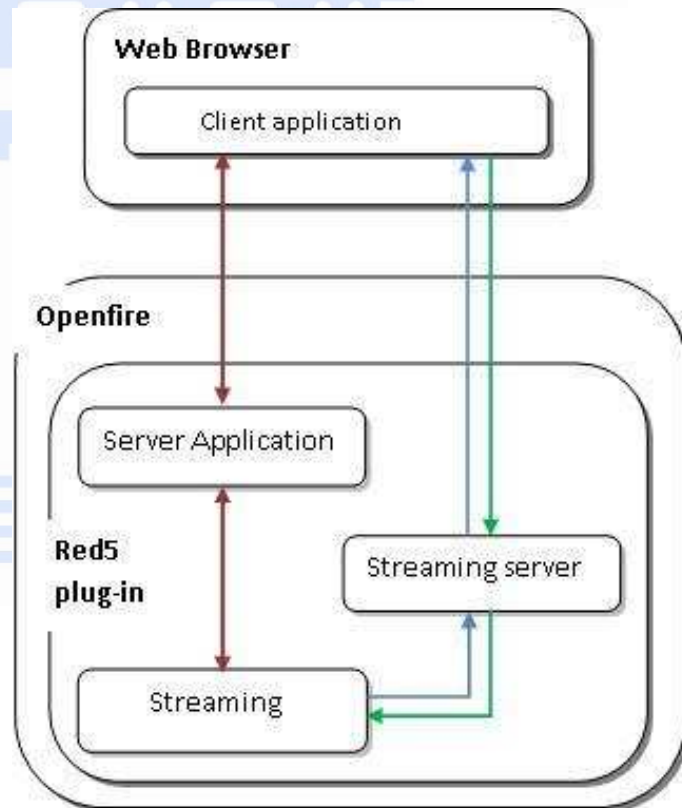 Web Browser
Client application
Openfire
Server Application
Red5
plug-in
Streaming server
Streaming